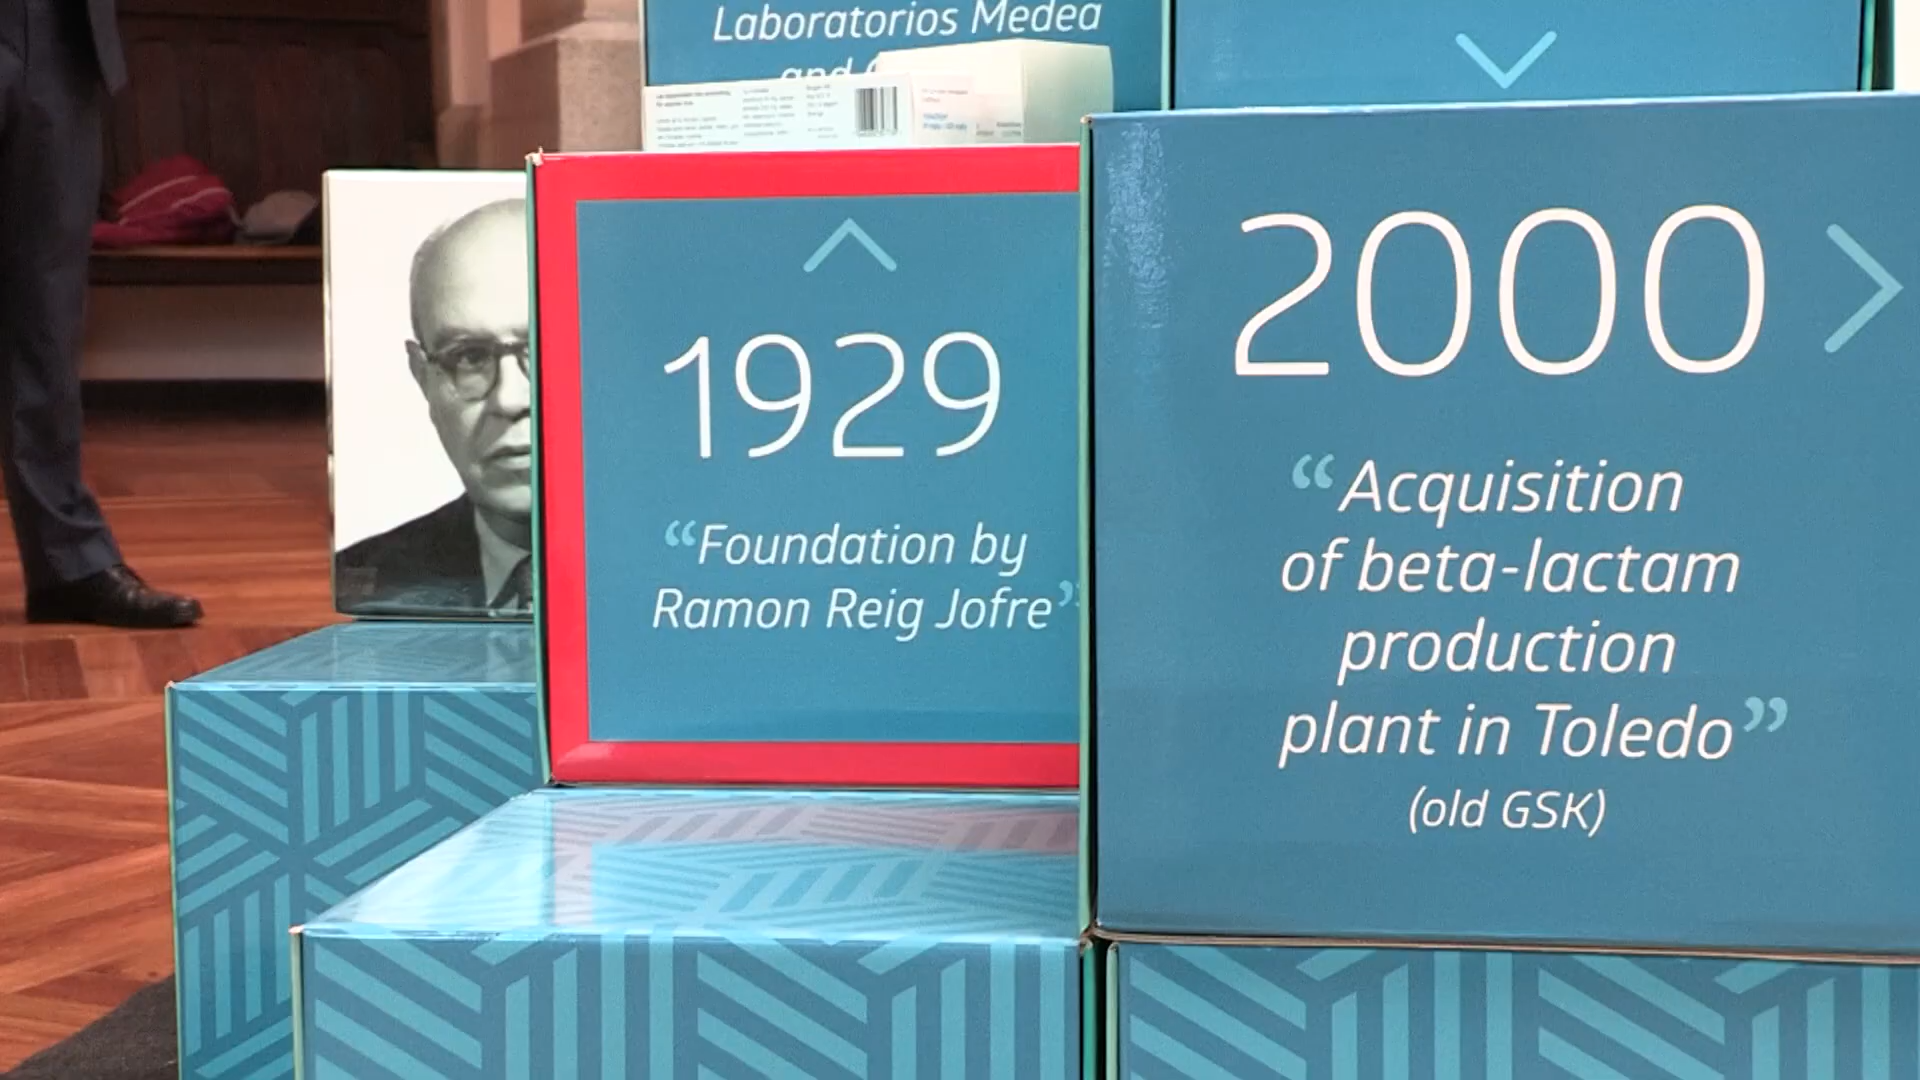 Laboratorios Medea
and
1929
“Foundation by
Ramon Reig Jofre”
2000
“Acquisition
of beta-lactam
production
plant in Toledo”
(old GSK)